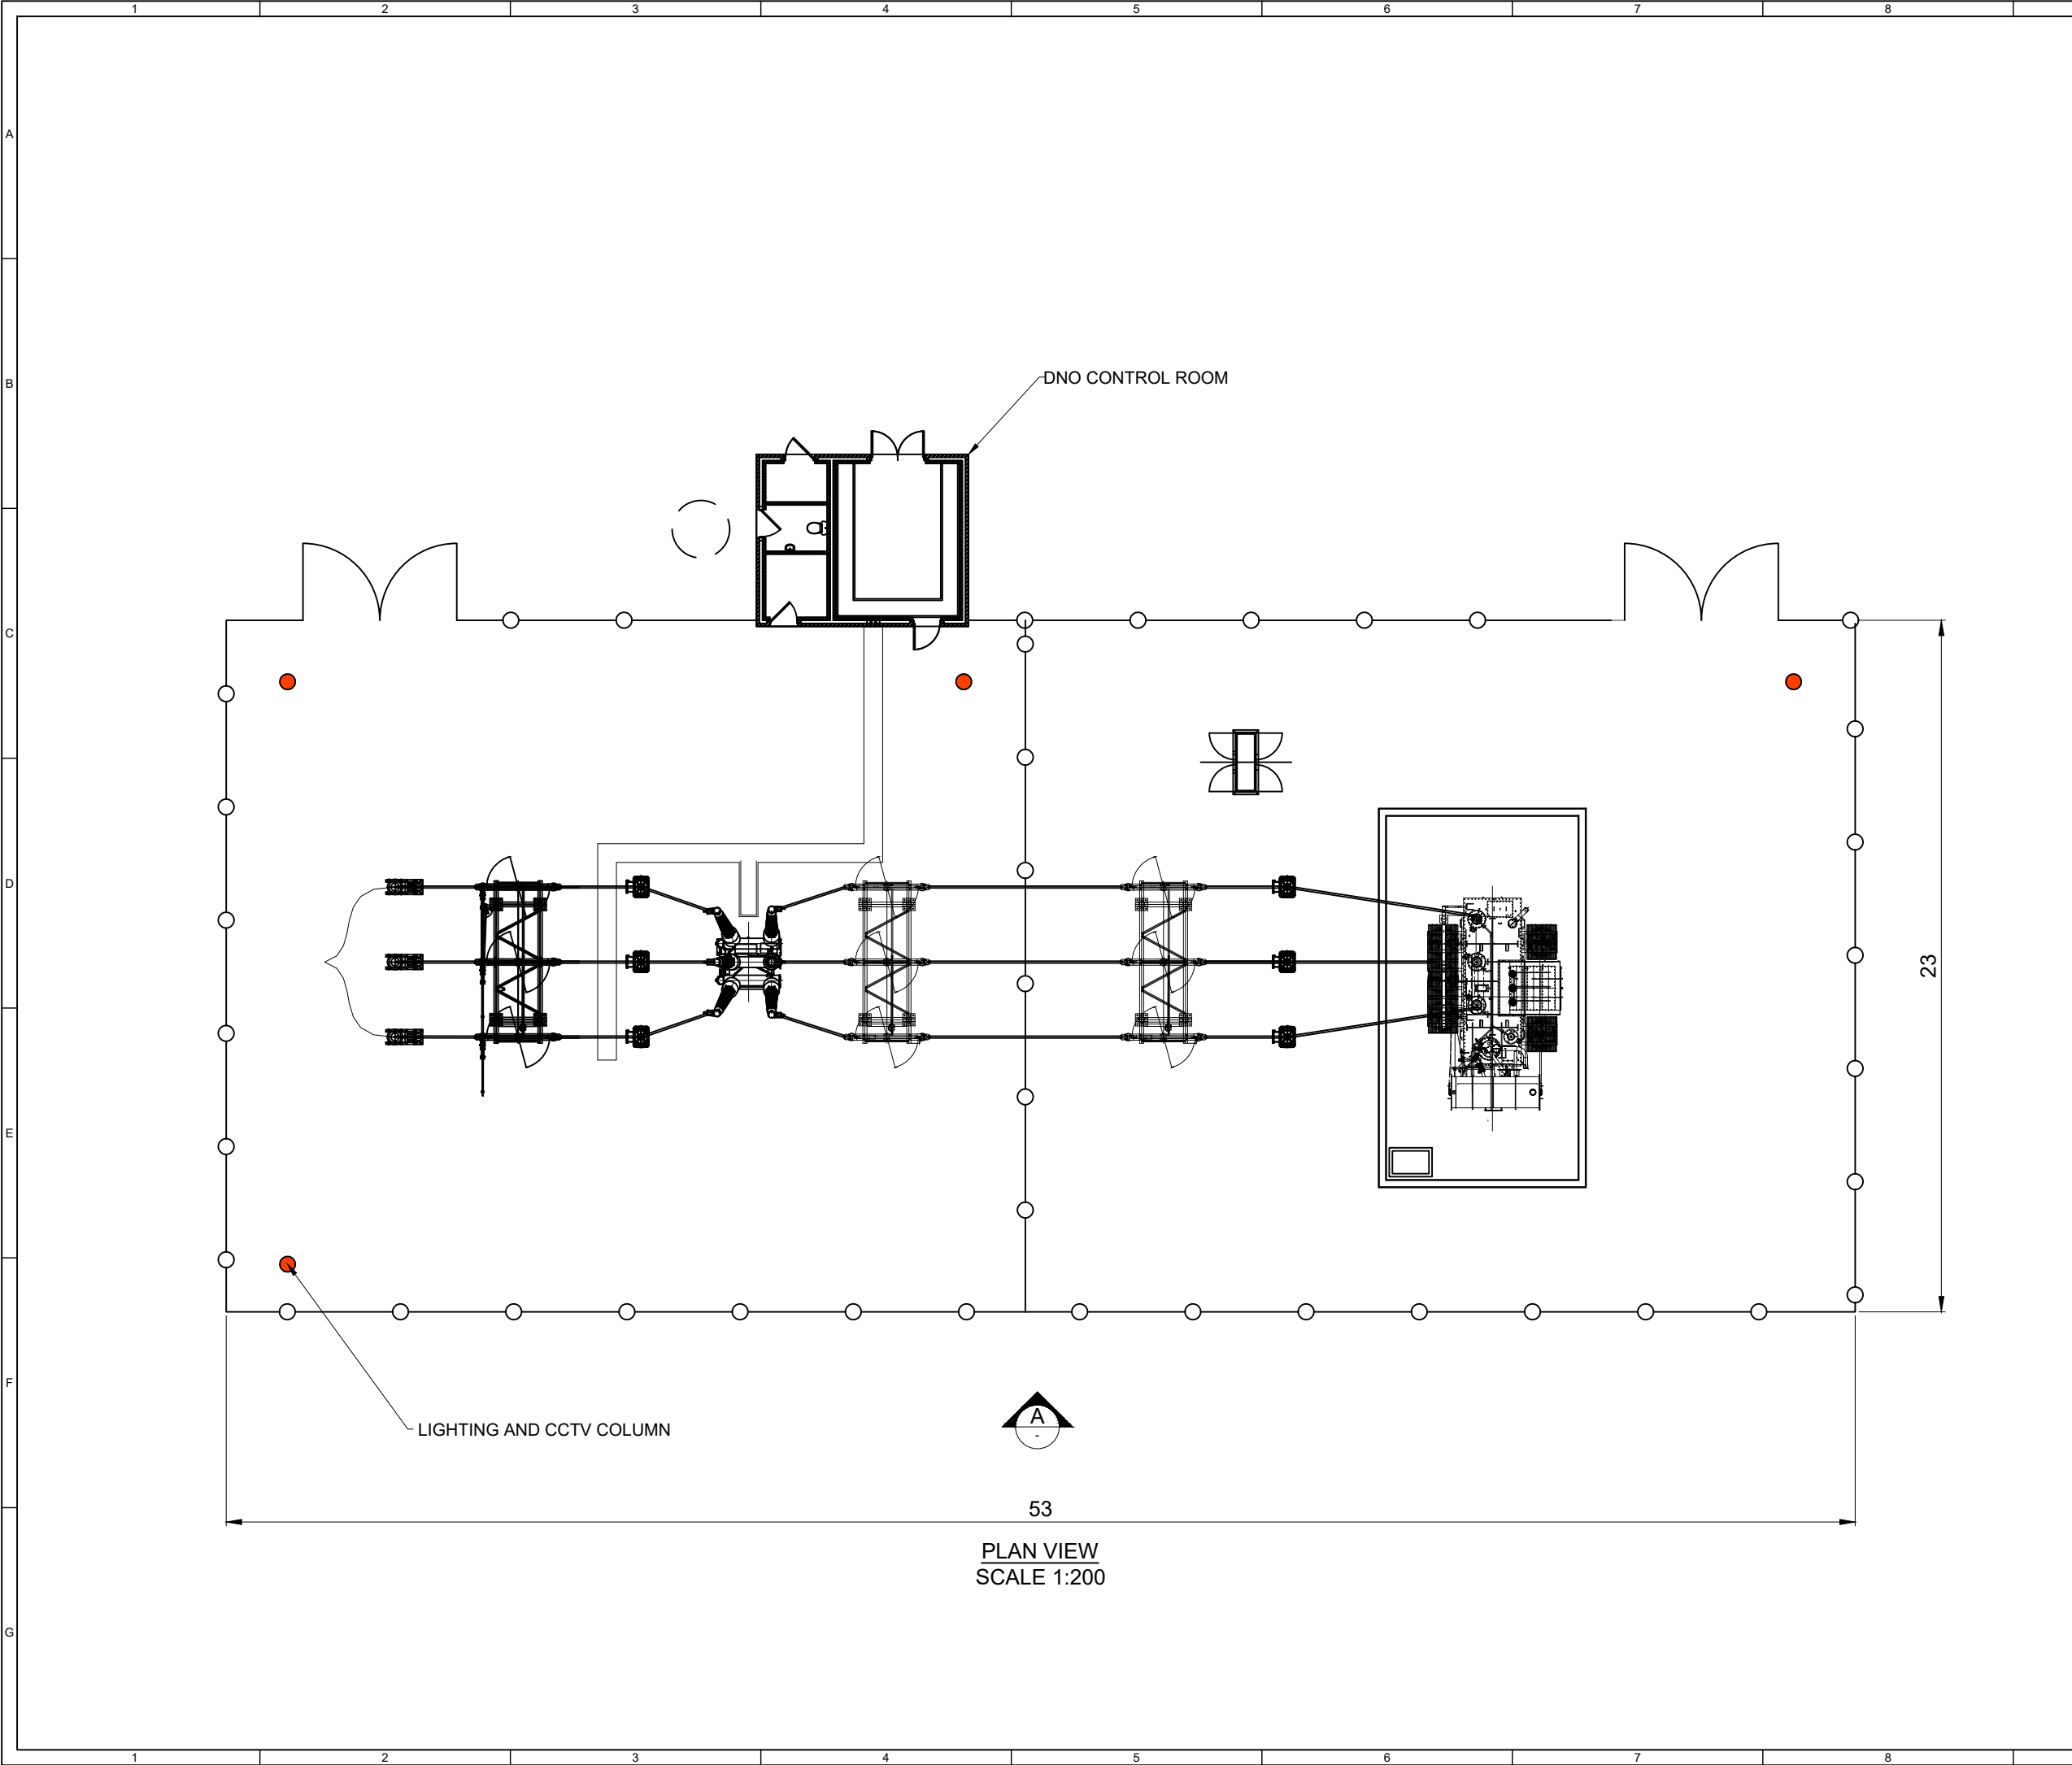 1 2 3 4 5 6 7 8
A
B
DNO CONTROL ROOM
C
D
23
E
F
LIGHTING AND CCTV COLUMN
A
-
53
PLAN VIEW
SCALE 1:200
G
1 2 3 4 5 6 7 8